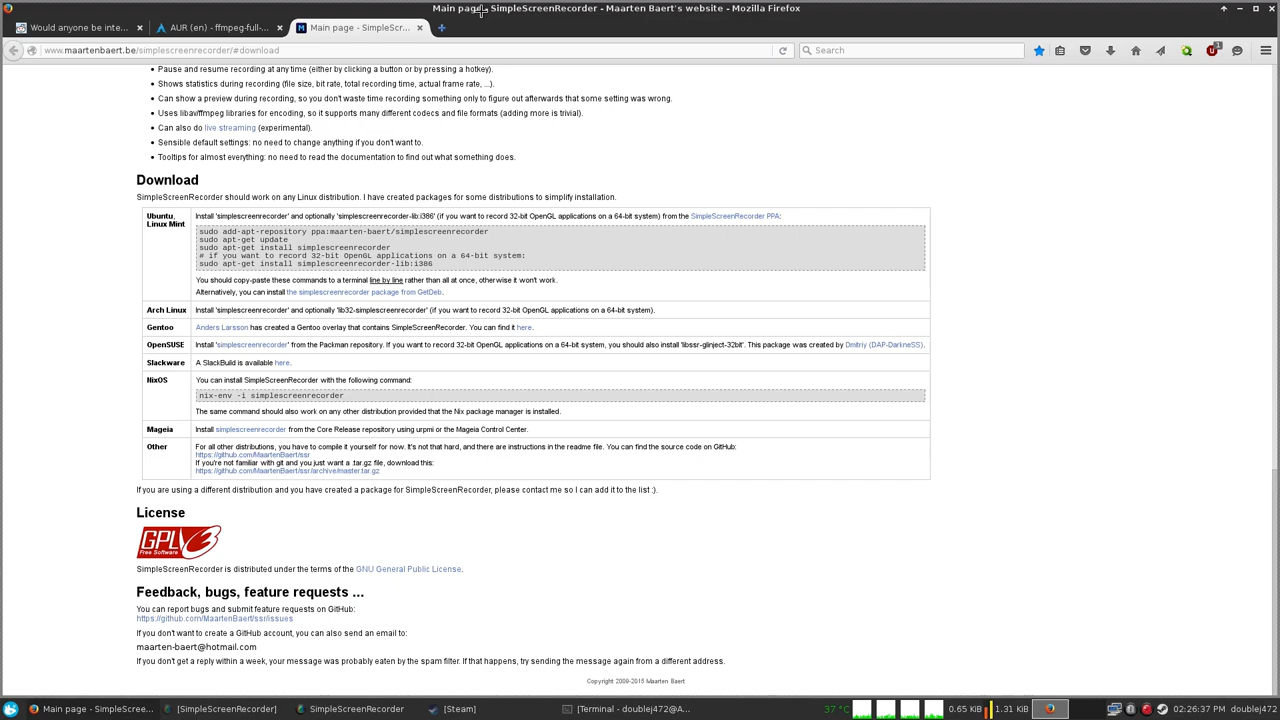 Main page - SimpleScreenRecorder - Maarten Baert's website - Mozilla Firefox
Would anyone be inte...
AUR (en) - ffmpeg-full-...
Main page - SimpleScr...
www.maartenbaert.be/simplescreenrecorder/#download
Search
1
• Pause and resume recording at any time (either by clicking a button or by pressing a hotkey).
• Shows statistics during recording (file size, bit rate, total recording time, actual frame rate, ...).
• Can show a preview during recording, so you don't waste time recording something only to figure out afterwards that some setting was wrong.
• Uses libav/ffmpeg libraries for encoding, so it supports many different codecs and file formats (adding more is trivial).
• Can also do live streaming (experimental).
• Sensible default settings: no need to change anything if you don't want to.
• Tooltips for almost everything: no need to read the documentation to find out what something does.
Download
SimpleScreenRecorder should work on any Linux distribution. I have created packages for some distributions to simplify installation.
Ubuntu, Linux Mint
Install 'simplescreenrecorder' and optionally 'simplescreenrecorder-lib:i386' (if you want to record 32-bit OpenGL applications on a 64-bit system) from the SimpleScreenRecorder PPA:
sudo add-apt-repository ppa:maarten-baert/simplescreenrecorder
sudo apt-get update
sudo apt-get install simplescreenrecorder
# if you want to record 32-bit OpenGL applications on a 64-bit system:
sudo apt-get install simplescreenrecorder-lib:i386
You should copy-paste these commands to a terminal line by line rather than all at once, otherwise it won't work.
Alternatively, you can install the simplescreenrecorder package from GetDeb.
Arch Linux Install 'simplescreenrecorder' and optionally 'lib32-simplescreenrecorder' (if you want to record 32-bit OpenGL applications on a 64-bit system).
Gentoo Anders Larsson has created a Gentoo overlay that contains SimpleScreenRecorder. You can find it here.
OpenSUSE Install 'simplescreenrecorder' from the Packman repository. If you want to record 32-bit OpenGL applications on a 64-bit system, you should also install 'libssr-glinject-32bit'. This package was created by Dmitriy (DAP-DarkneSS).
Slackware A SlackBuild is available here.
NixOS You can install SimpleScreenRecorder with the following command:
nix-env -i simplescreenrecorder
The same command should also work on any other distribution provided that the Nix package manager is installed.
Mageia Install simplescreenrecorder from the Core Release repository using urpmi or the Mageia Control Center.
Other For all other distributions, you have to compile it yourself for now. It's not that hard, and there are instructions in the readme file. You can find the source code on GitHub:
https://github.com/MaartenBaert/ssr
If you're not familiar with git and you just want a .tar.gz file, download this:
https://github.com/MaartenBaert/ssr/archive/master.tar.gz
If you are using a different distribution and you have created a package for SimpleScreenRecorder, please contact me so I can add it to the list :).
License
GPL 3
Free Software
SimpleScreenRecorder is distributed under the terms of the GNU General Public License.
Feedback, bugs, feature requests ...
You can report bugs and submit feature requests on GitHub:
https://github.com/MaartenBaert/ssr/issues
If you don't want to create a GitHub account, you can also send an email to:
maarten-baert@hotmail.com
If you don't get a reply within a week, your message was probably eaten by the spam filter. If that happens, try sending the message again from a different address.
Copyright 2009-2015 Maarten Baert
Main page - SimpleScree...
[SimpleScreenRecorder]
SimpleScreenRecorder
[Steam]
[Terminal - doublej472@A...
37 °C
0.65 KiB
1.31 KiB
02:26:37 PM
doublej472